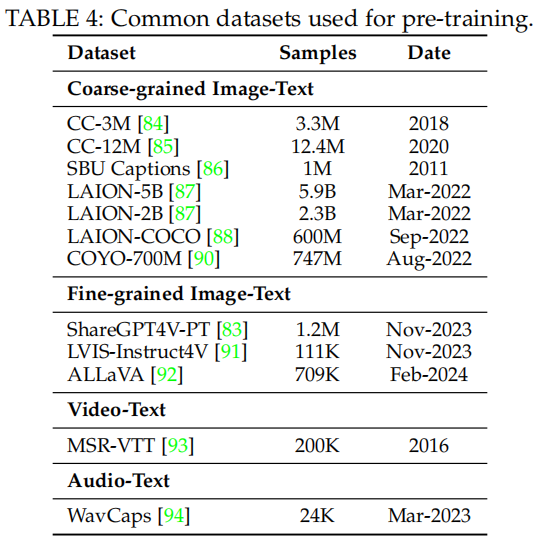 TABLE 4: Common datasets used for pre-training.
Dataset Samples Date
Coarse-grained Image-Text
CC-3M [84] 3.3M 2018
CC-12M [85] 12.4M 2020
SBU Captions [86] 1M 2011
LAION-5B [87] 5.9B Mar-2022
LAION-2B [87] 2.3B Mar-2022
LAION-COCO [88] 600M Sep-2022
COYO-700M [90] 747M Aug-2022
Fine-grained Image-Text
ShareGPT4V-PT [83] 1.2M Nov-2023
LVIS-Instruct4V [91] 111K Nov-2023
ALLaVA [92] 709K Feb-2024
Video-Text
MSR-VTT [93] 200K 2016
Audio-Text
WavCaps [94] 24K Mar-2023